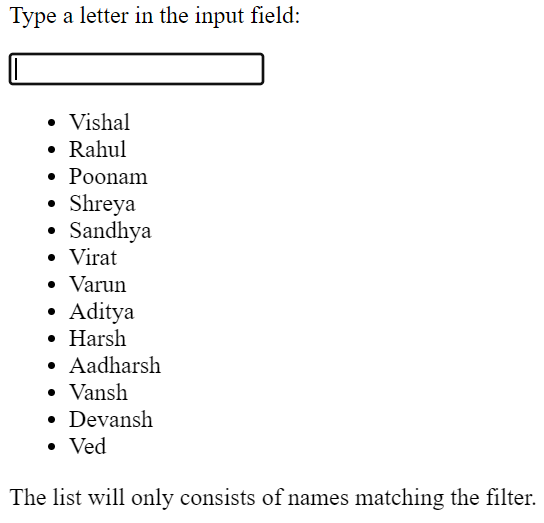 Type a letter in the input field:
Vishal
Rahul
Poonam
Shreya
Sandhya
Virat
Varun
Aditya
Harsh
Aadharsh
Vansh
Devansh
Ved
The list will only consists of names matching the filter.